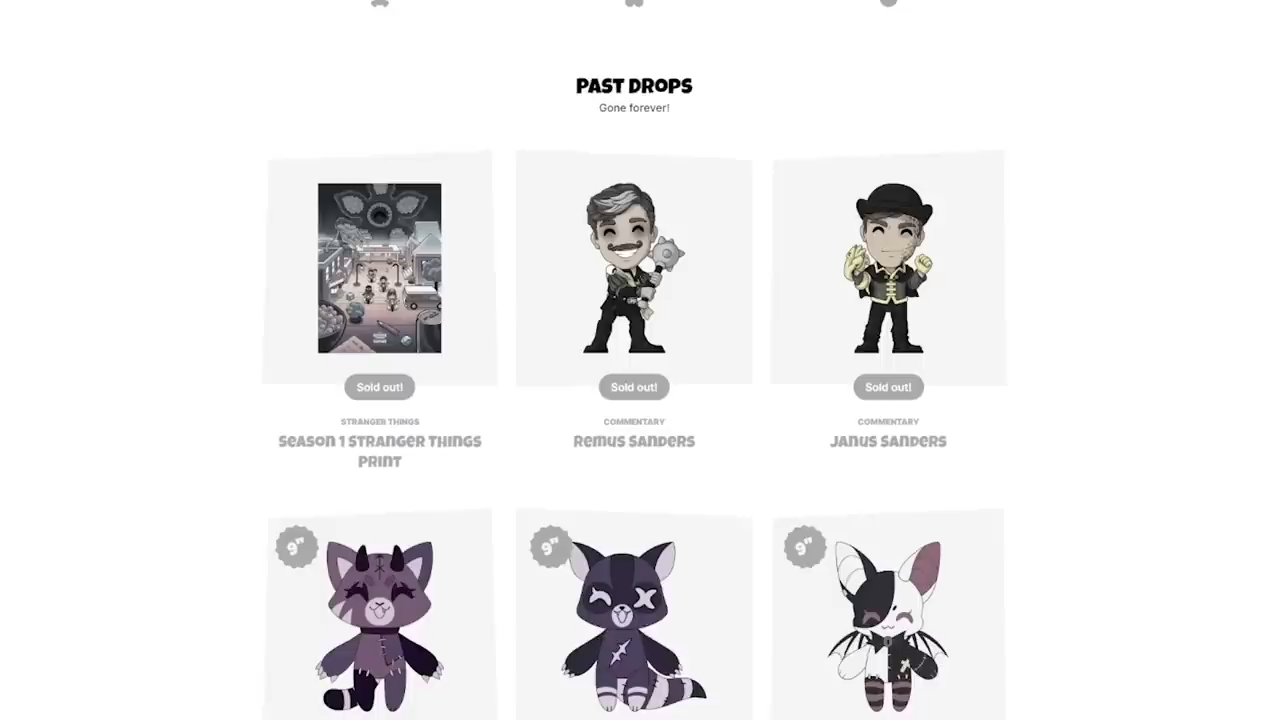 PAST DROPS
Gone forever!
Sold out!
Sold out!
Sold out!
STRANGER THINGS
COMMENTARY
COMMENTARY
SEASON 1 STRANGER THINGS
PRINT
REMUS SANDERS
JANUS SANDERS
9"
9"
9"